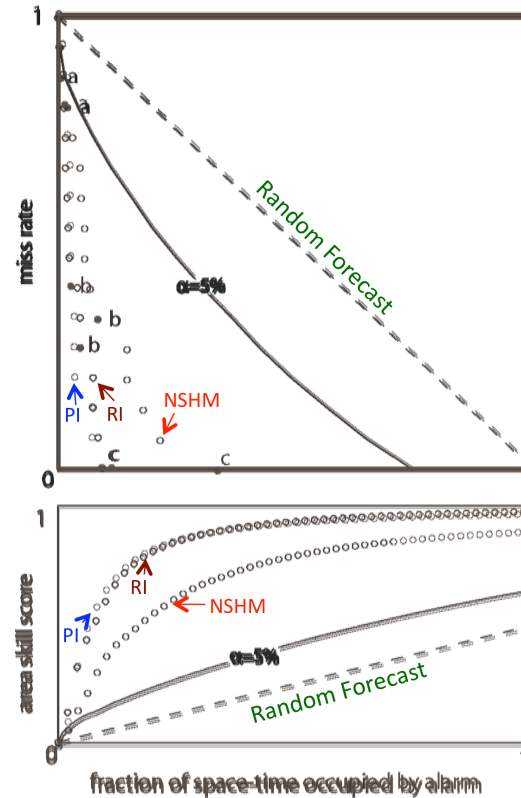 1
a
a
Random Forecast
miss rate
α=5%
b
b
b
PI
RI
NSHM
c
c
0
1
area skill score
RI
PI
NSHM
α=5%
Random Forecast
0
fraction of space-time occupied by alarm